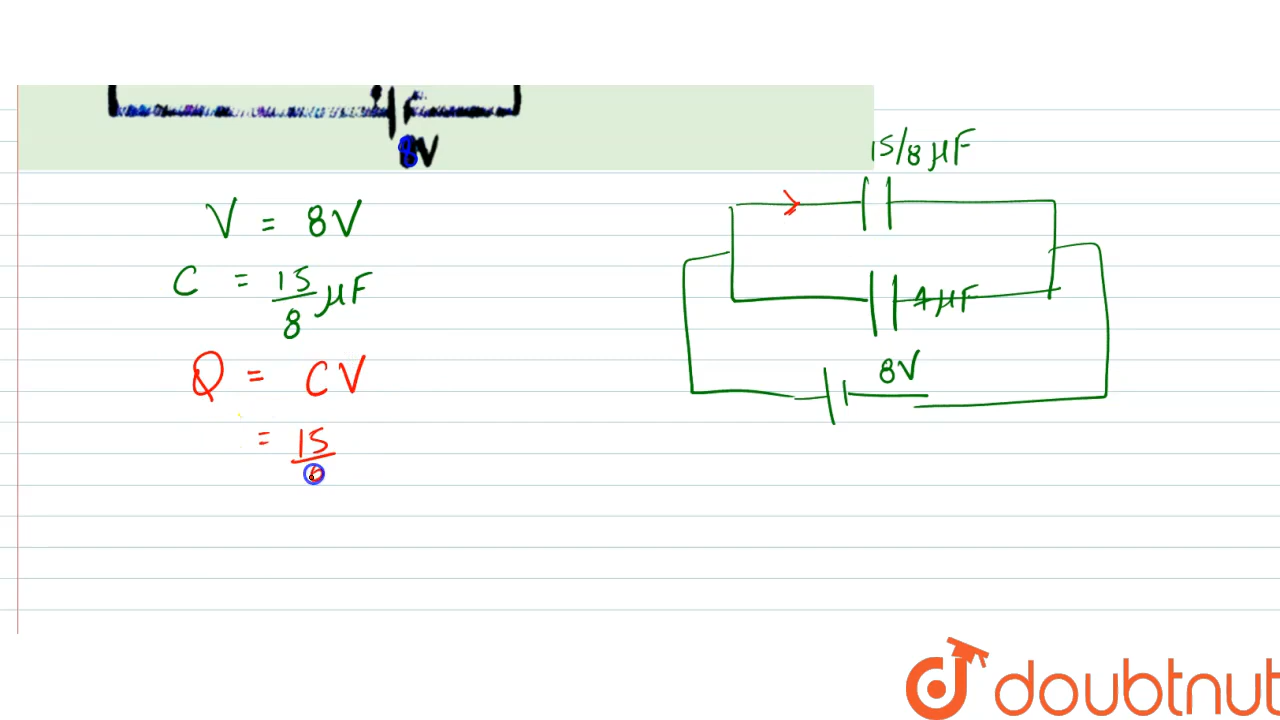 8V
15/8 μF
V = 8V
C = 15/8 μF
4 μF
Q = CV
8V
= 15/
doubtnut